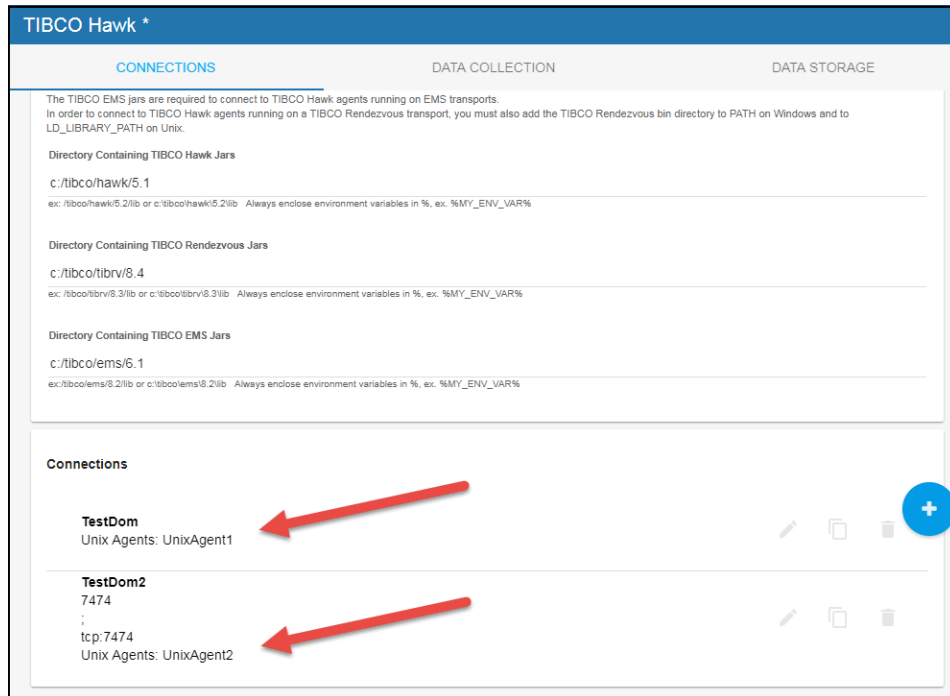 TIBCO Hawk *
CONNECTIONS
DATA COLLECTION
DATA STORAGE
The TIBCO EMS jars are required to connect to TIBCO Hawk agents running on EMS transports.
In order to connect to TIBCO Hawk agents running on a TIBCO Rendezvous transport, you must also add the TIBCO Rendezvous bin directory to PATH on Windows and to
LD_LIBRARY_PATH on Unix.
Directory Containing TIBCO Hawk Jars
c:/tibco/hawk/5.1
ex: /tibco/hawk/5.2/lib or c:\tibco\hawk\5.2\lib Always enclose environment variables in %, ex. %MY_ENV_VAR%
Directory Containing TIBCO Rendezvous Jars
c:/tibco/tibrv/8.4
ex: /tibco/tibrv/8.3/lib or c:\tibco\tibrv\8.3\lib Always enclose environment variables in %, ex. %MY_ENV_VAR%
Directory Containing TIBCO EMS Jars
c:/tibco/ems/6.1
ex:/tibco/ems/8.2/lib or c:\tibco\ems\8.2\lib Always enclose environment variables in %, ex. %MY_ENV_VAR%
Connections
TestDom
Unix Agents: UnixAgent1
TestDom2
7474
;
tcp:7474
Unix Agents: UnixAgent2